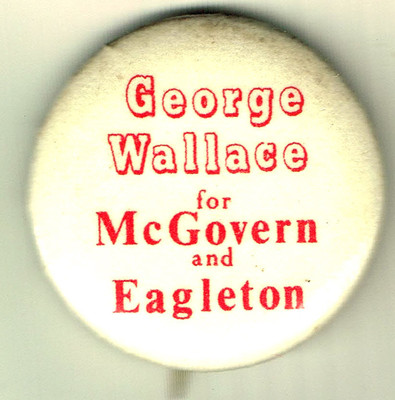 George
Wallace
for
McGovern
and
Eagleton